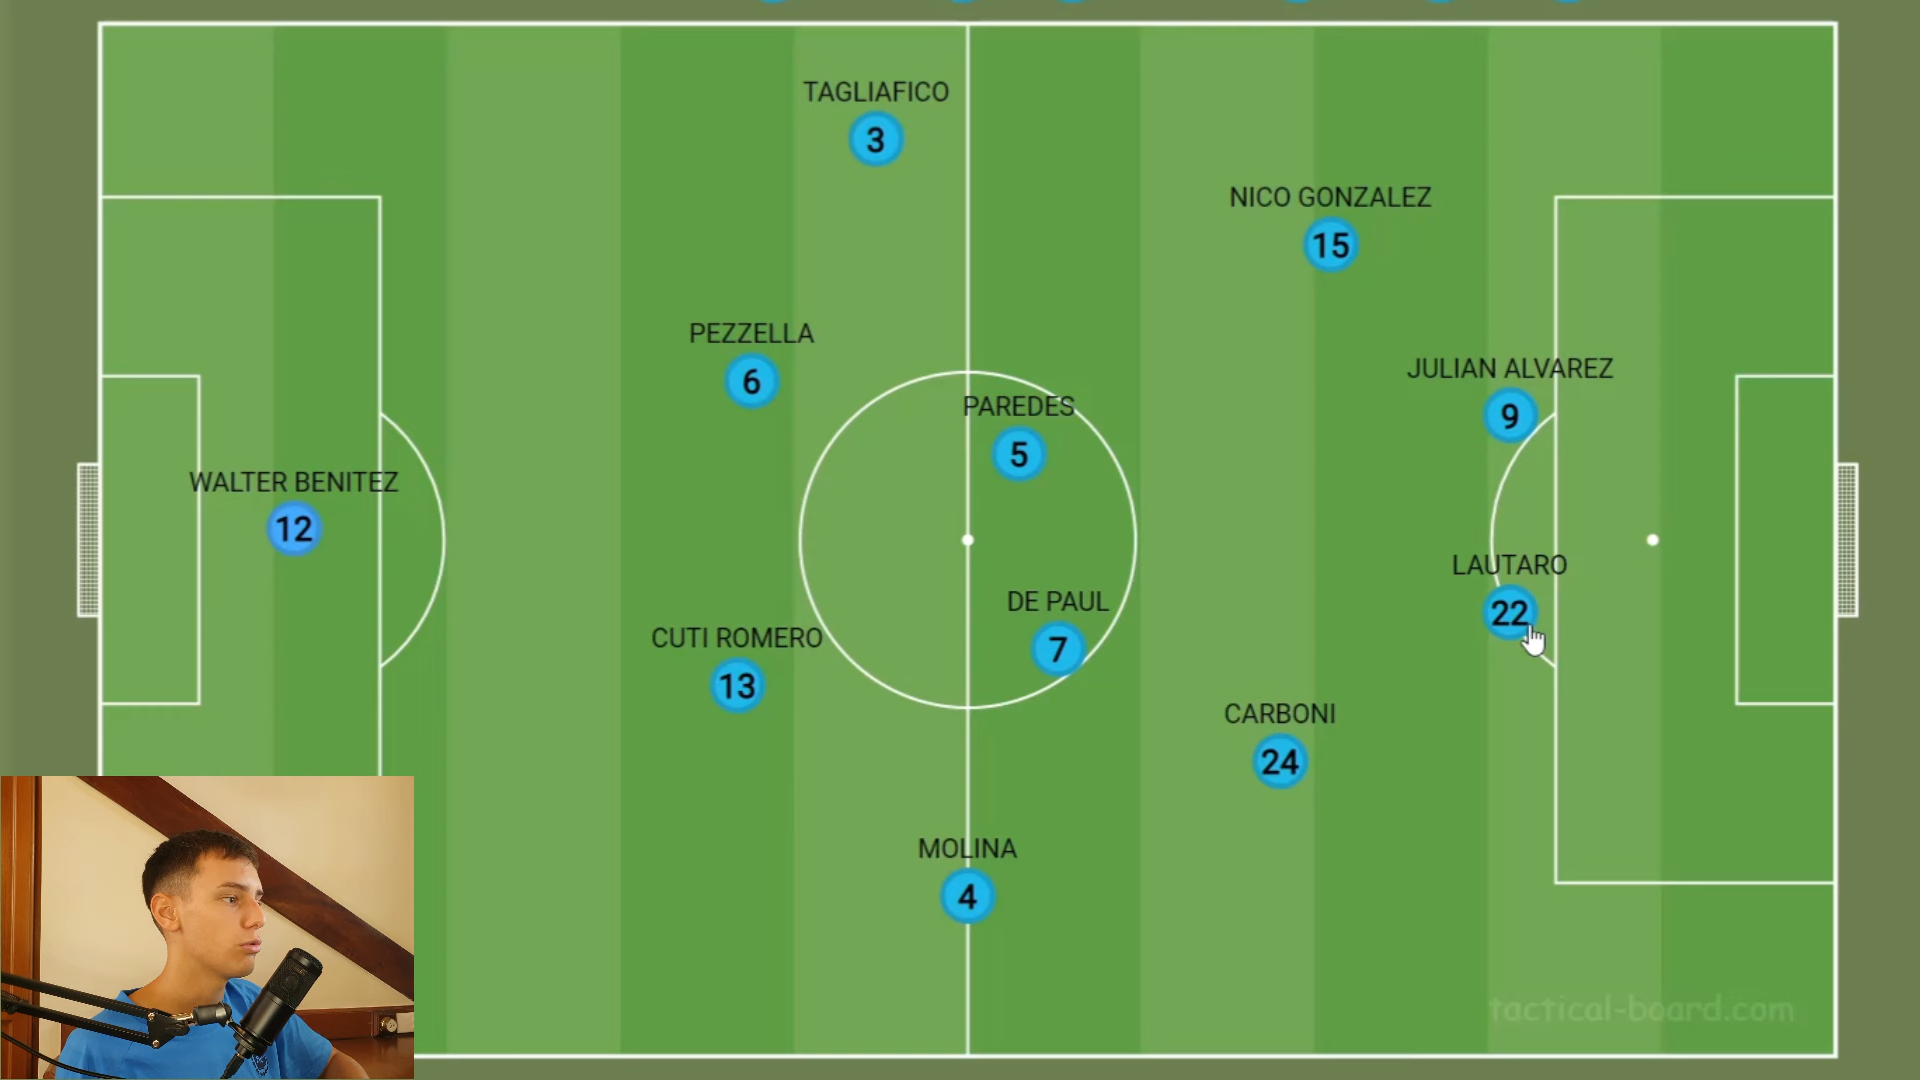 TAGLIAFICO
3
NICO GONZALEZ
15
PEZZELLA
6
JULIAN ALVAREZ
9
PAREDES
5
WALTER BENITEZ
12
LAUTARO
22
DE PAUL
7
CUTI ROMERO
13
CARBONI
24
MOLINA
4
tactical-board.com